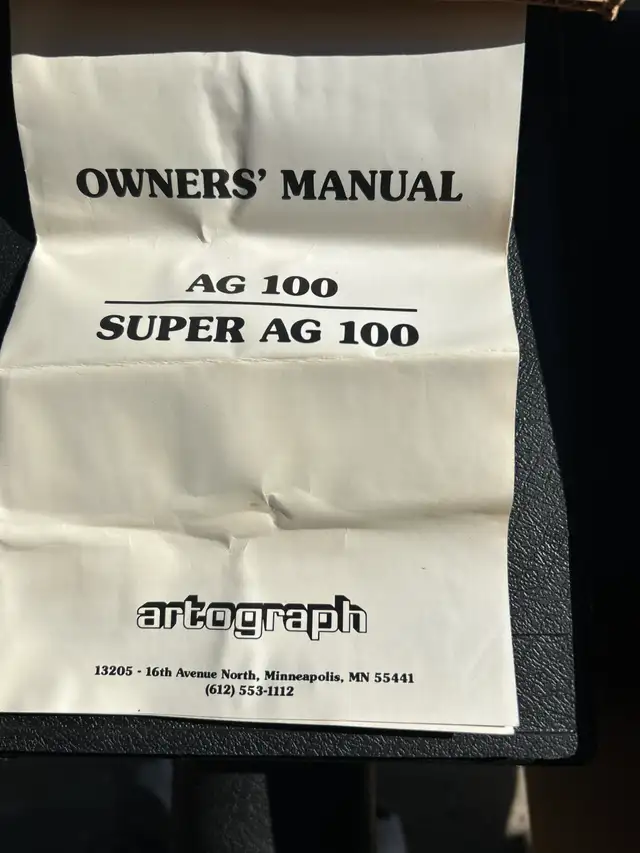 OWNERS' MANUAL
AG 100
SUPER AG 100
artograph
13205 - 16th Avenue North, Minneapolis, MN 55441
(612) 553-1112